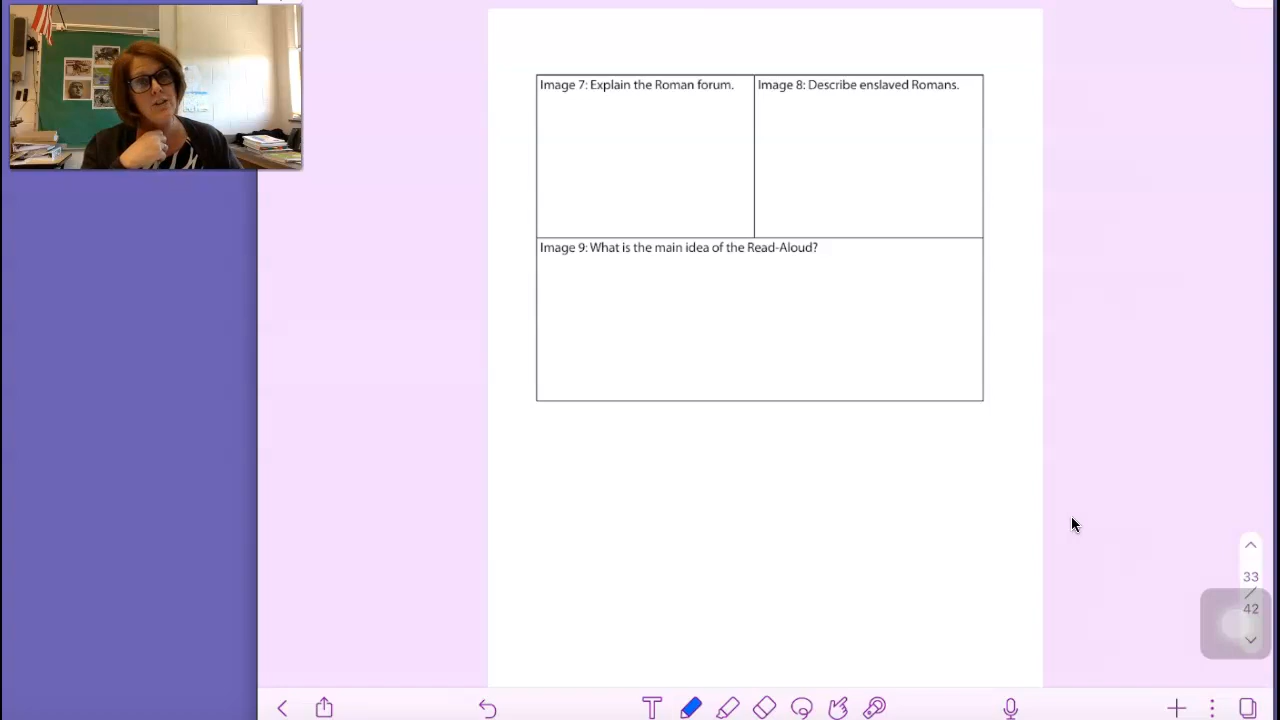 Image 7: Explain the Roman forum.
Image 8: Describe enslaved Romans.
Image 9: What is the main idea of the Read-Aloud?
33
42